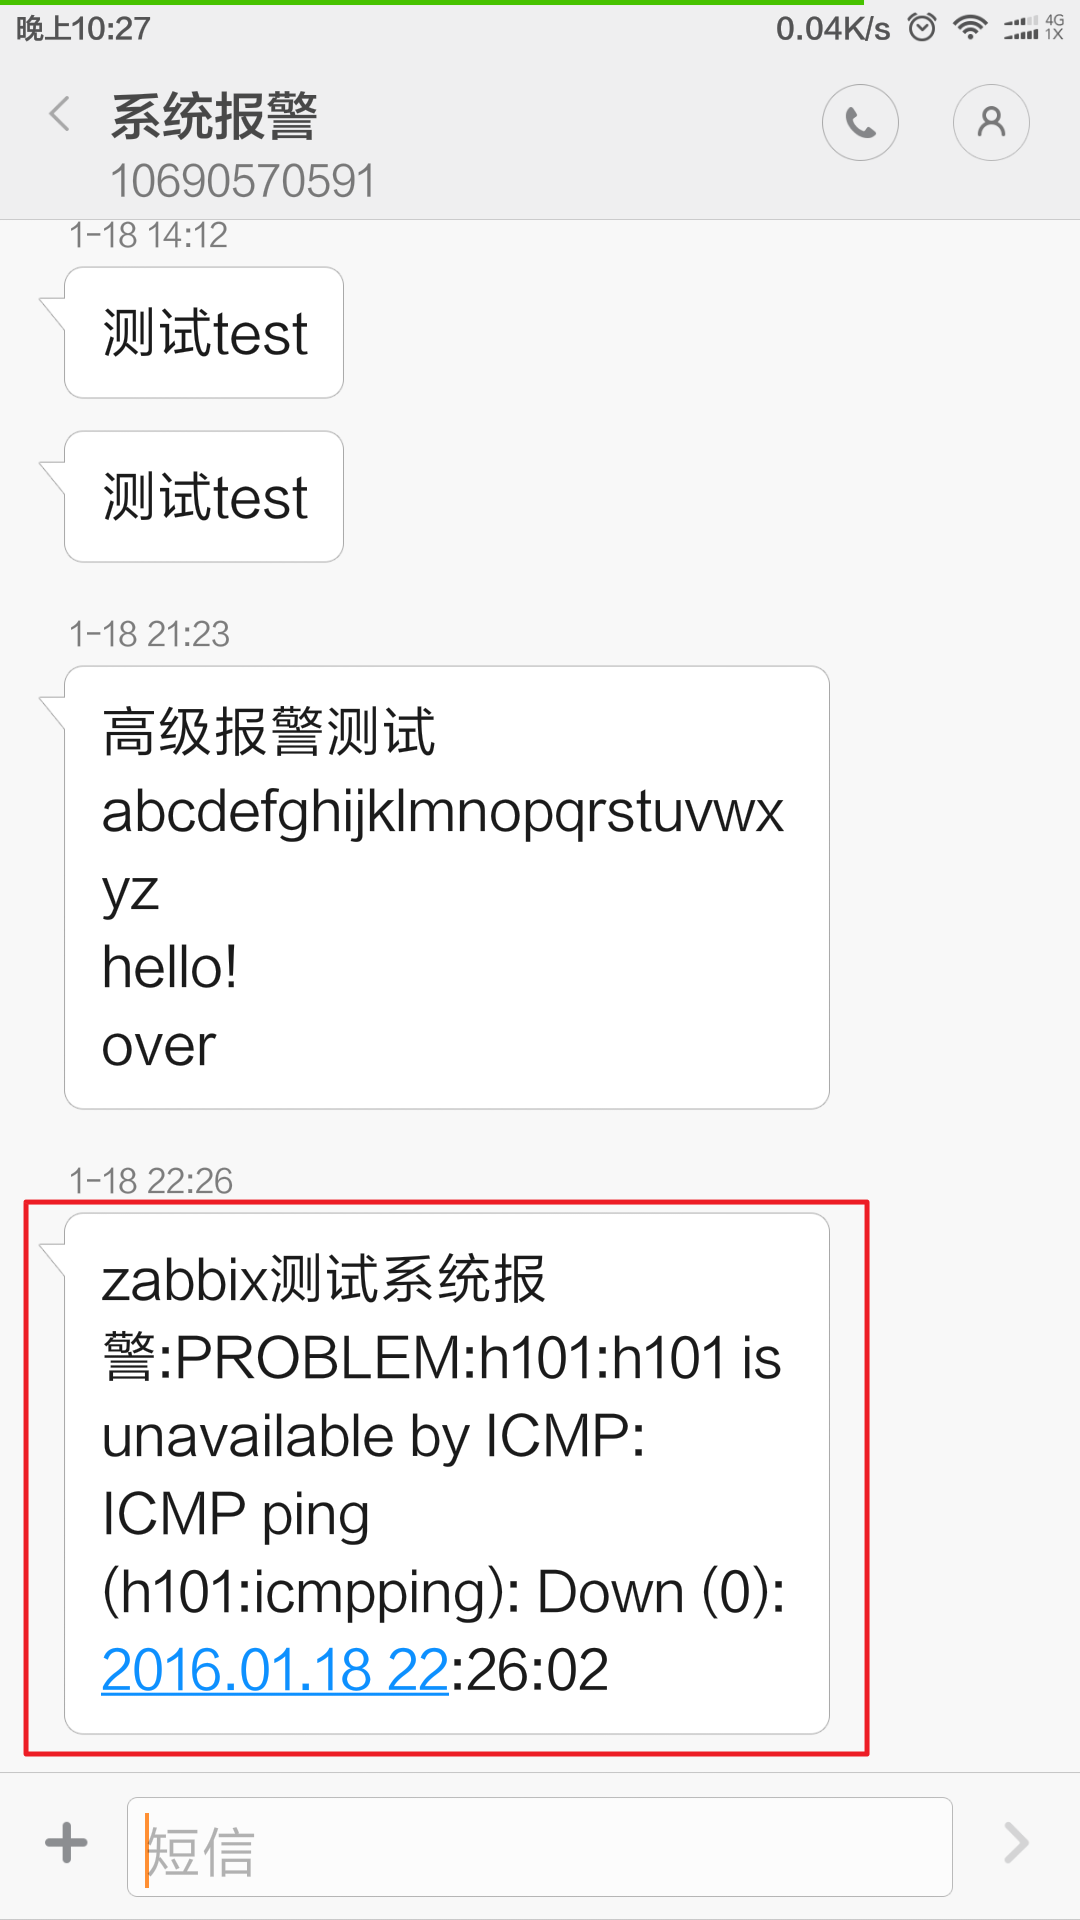 晚上10:27
0.04K/s
4G
1X
系统报警
10690570591
1-18 14:12
测试test
测试test
1-18 21:23
高级报警测试
abcdefghijklmnopqrstuvwx
yz
hello!
over
1-18 22:26
zabbix测试系统报
警:PROBLEM:h101:h101 is
unavailable by ICMP:
ICMP ping
(h101:icmpping): Down (0):
2016.01.18 22:26:02
短信